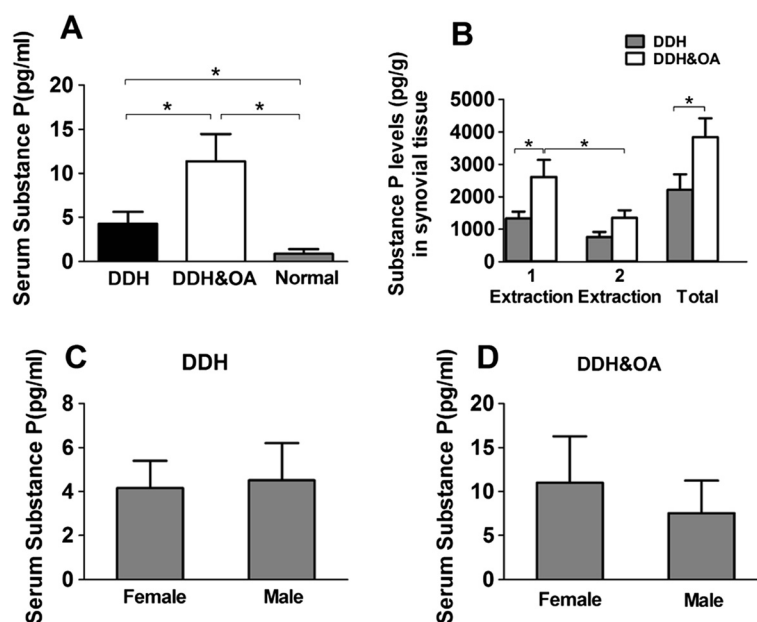 A
Serum Substance P(pg/ml)
20
15
10
5
0
*
*
*
DDH
DDH&OA
Normal
B
DDH
DDH&OA
Substance P levels (pg/g)
in synovial tissue
5000
4000
3000
2000
1000
0
*
*
*
1
Extraction
2
Extraction
Total
C
DDH
Serum Substance P(pg/ml)
8
6
4
2
0
Female
Male
D
DDH&OA
Serum Substance P(pg/ml)
20
15
10
5
0
Female
Male